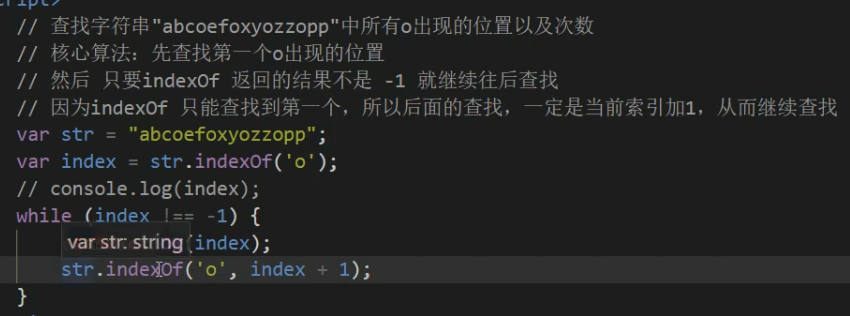 cript>
// 查找字符串"abcoefoxyozzopp"中所有o出现的位置以及次数
// 核心算法：先查找第一个o出现的位置
// 然后 只要indexOf 返回的结果不是 -1 就继续往后查找
// 因为indexOf 只能查找到第一个，所以后面的查找，一定是当前索引加1，从而继续查找
var str = "abcoefoxyozzopp";
var index = str.indexOf('o');
// console.log(index);
while (index !== -1) {
var str: string
(index);
str.indexOf('o', index + 1);
}